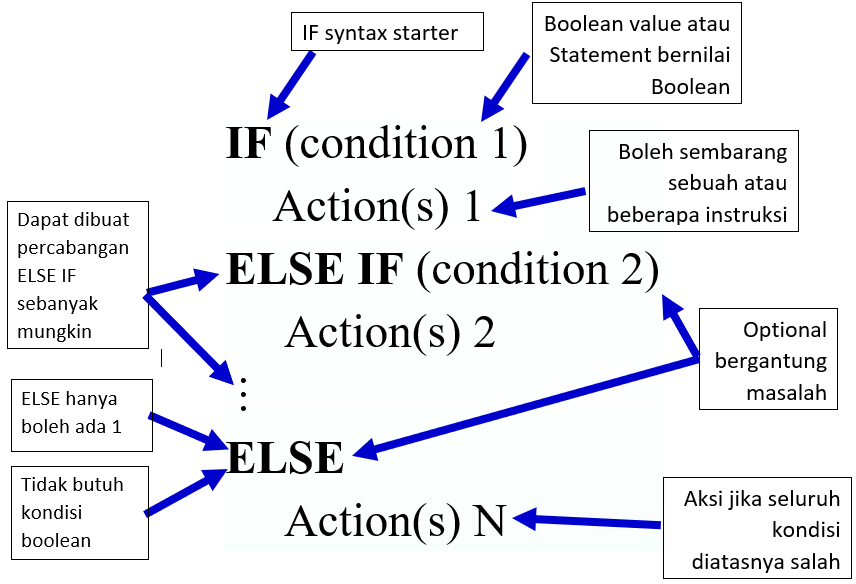 IF syntax starter
Boolean value atau
Statement bernilai
Boolean
IF (condition 1)
Boleh sembarang
sebuah atau
beberapa instruksi
Action(s) 1
Dapat dibuat
percabangan
ELSE IF
sebanyak
mungkin
ELSE IF (condition 2)
Action(s) 2
Optional
bergantung
masalah
⋮
ELSE hanya
boleh ada 1
ELSE
Tidak butuh
kondisi
boolean
Action(s) N
Aksi jika seluruh
kondisi
diatasnya salah